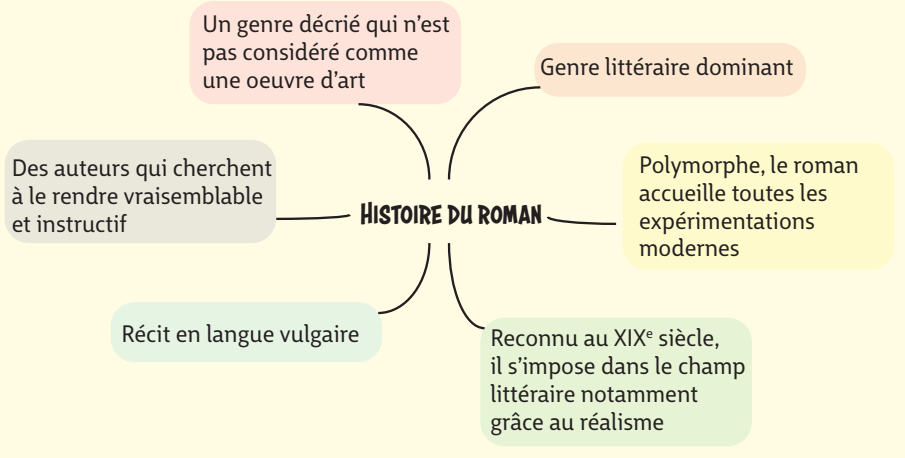 Un genre décrié qui n'est
pas considéré comme
une oeuvre d'art
Genre littéraire dominant
Des auteurs qui cherchent
à le rendre vraisemblable
et instructif
HISTOIRE DU ROMAN
Polymorphe, le roman
accueille toutes les
expérimentations
modernes
Récit en langue vulgaire
Reconnu au XIXe siècle,
il s'impose dans le champ
littéraire notamment
grâce au réalisme